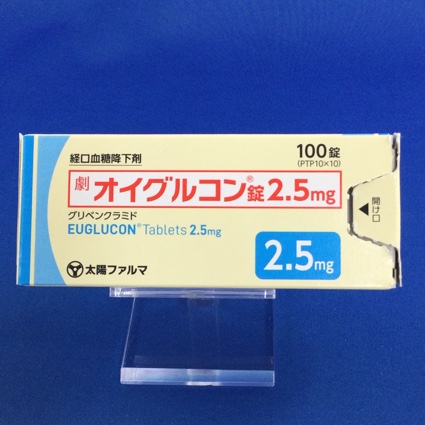 経口血糖降下剤
100錠
(PTP10×10)
劇 オイグルコン®錠2.5mg
開け口
グリベンクラミド
EUGLUCON® Tablets 2.5mg
2.5mg
太陽ファルマ